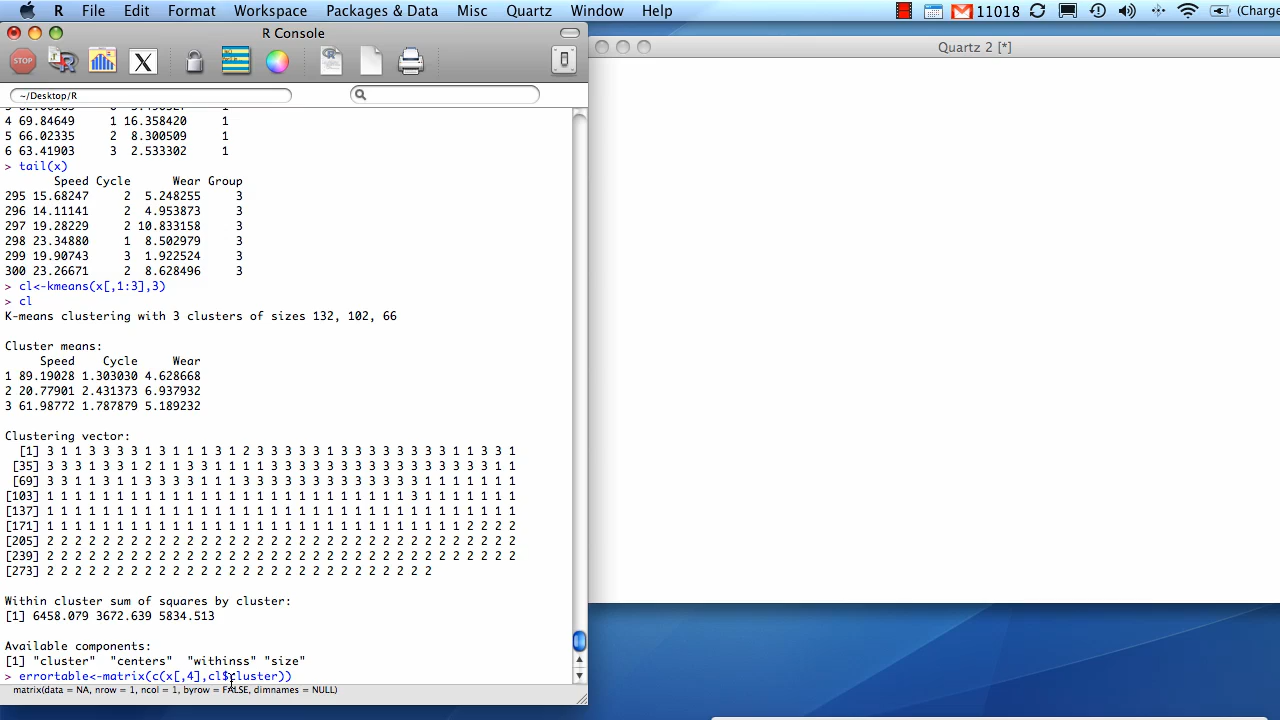 R File Edit Format Workspace Packages & Data Misc Quartz Window Help 11018 (Charge
R Console
Quartz 2 [*]
STOP
X
~/Desktop/R
4 69.84649 1 16.358420 1
5 66.02335 2 8.300509 1
6 63.41903 3 2.533302 1
> tail(x)
Speed Cycle Wear Group
295 15.68247 2 5.248255 3
296 14.11141 2 4.953873 3
297 19.28229 2 10.833158 3
298 23.34880 1 8.502979 3
299 19.90743 3 1.922524 3
300 23.26671 2 8.628496 3
> cl<-kmeans(x[,1:3],3)
> cl
K-means clustering with 3 clusters of sizes 132, 102, 66
Cluster means:
Speed Cycle Wear
1 89.19028 1.303030 4.628668
2 20.77901 2.431373 6.937932
3 61.98772 1.787879 5.189232
Clustering vector:
[1] 3 1 1 3 3 3 3 1 3 1 1 1 3 1 2 3 3 3 3 3 1 3 3 3 3 3 3 3 3 1 1 3 3 1
[35] 3 3 3 1 3 3 1 2 1 1 3 3 1 1 1 1 3 3 3 3 3 3 3 3 3 3 3 3 3 3 3 3 1 1
[69] 3 3 1 1 3 1 1 3 3 3 3 1 3 3 3 3 3 3 3 3 3 3 3 1 1 1 1 1 1 1
[103] 1 1 1 1 1 1 1 1 1 1 1 1 1 1 1 1 1 1 1 1 1 1 1 1 1 1 3 1 1 1 1 1 1 1
[137] 1 1 1 1 1 1 1 1 1 1 1 1 1 1 1 1 1 1 1 1 1 1 1 1 1 1 1 1 1 1 1 1 1 1
[171] 1 1 1 1 1 1 1 1 1 1 1 1 1 1 1 1 1 1 1 1 1 1 1 1 1 1 1 1 1 1 2 2 2 2
[205] 2 2 2 2 2 2 2 2 2 2 2 2 2 2 2 2 2 2 2 2 2 2 2 2 2 2 2 2 2 2 2 2 2 2
[239] 2 2 2 2 2 2 2 2 2 2 2 2 2 2 2 2 2 2 2 2 2 2 2 2 2 2 2 2 2 2 2 2 2 2
[273] 2 2 2 2 2 2 2 2 2 2 2 2 2 2 2 2 2 2 2 2 2 2 2 2 2 2 2 2
Within cluster sum of squares by cluster:
[1] 6458.079 3672.639 5834.513
Available components:
[1] "cluster" "centers" "withinss" "size"
> errortable<-matrix(c(x[,4],cl$cluster))
matrix(data = NA, nrow = 1, ncol = 1, byrow = FALSE, dimnames = NULL)